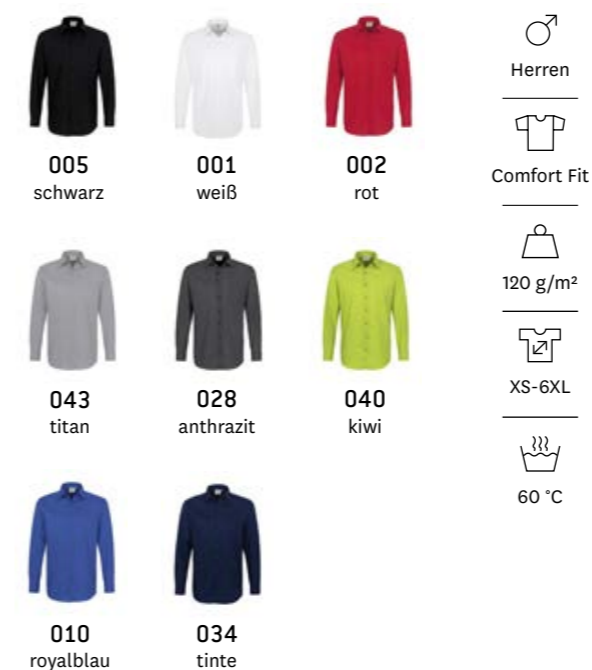 005
schwarz
001
weiß
002
rot
043
titan
028
anthrazit
040
kiwi
010
royalblau
034
tinte
Herren
Comfort Fit
120 g/m²
XS-6XL
60 °C